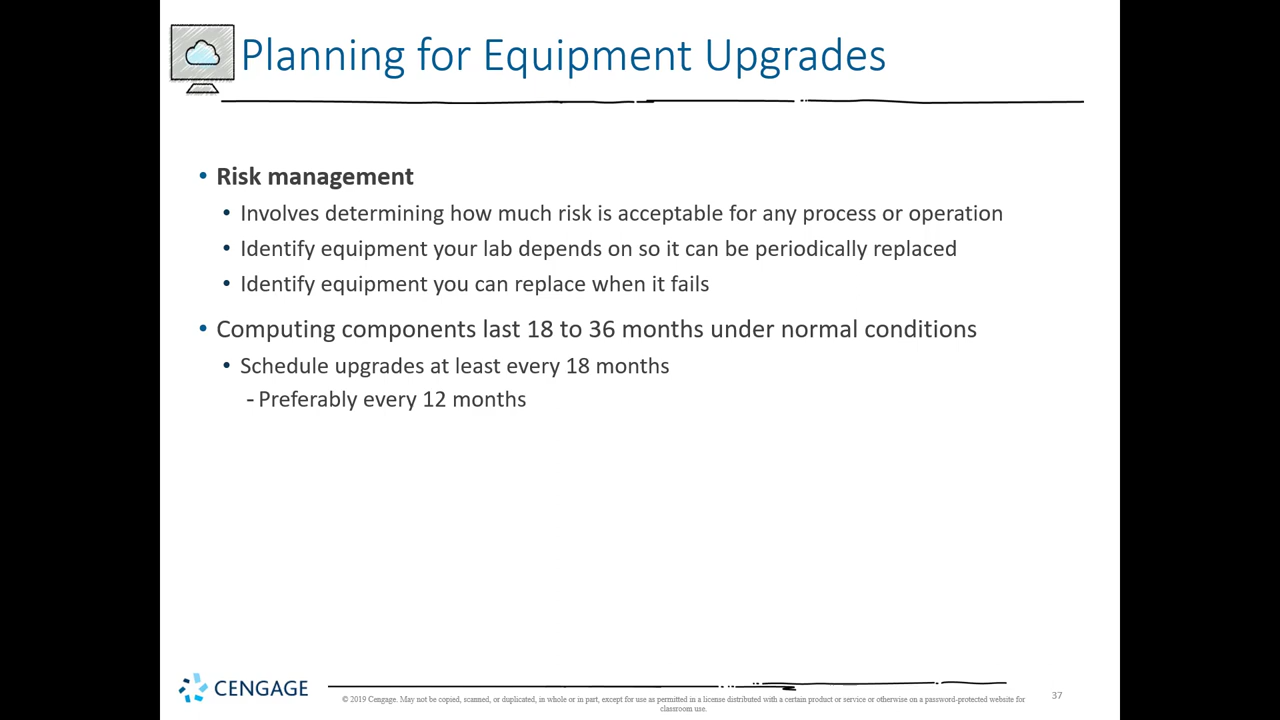 Planning for Equipment Upgrades
• Risk management
• Involves determining how much risk is acceptable for any process or operation
• Identify equipment your lab depends on so it can be periodically replaced
• Identify equipment you can replace when it fails
• Computing components last 18 to 36 months under normal conditions
• Schedule upgrades at least every 18 months
- Preferably every 12 months
CENGAGE
© 2019 Cengage. May not be copied, scanned, or duplicated, in whole or in part, except for use as permitted in a license distributed with a certain product or service or otherwise on a password-protected website for
classroom use.
37